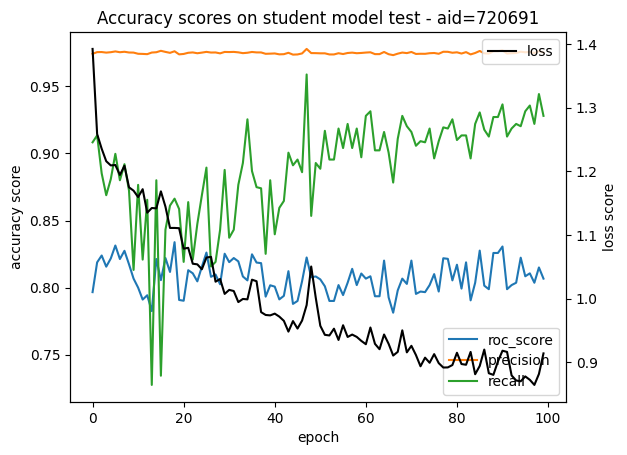 Accuracy scores on student model test - aid=720691
loss
roc_score
precision
recall
accuracy score
0.95
0.90
0.85
0.80
0.75
1.4
1.3
1.2
1.1
1.0
0.9
loss score
0
20
40
60
80
100
epoch